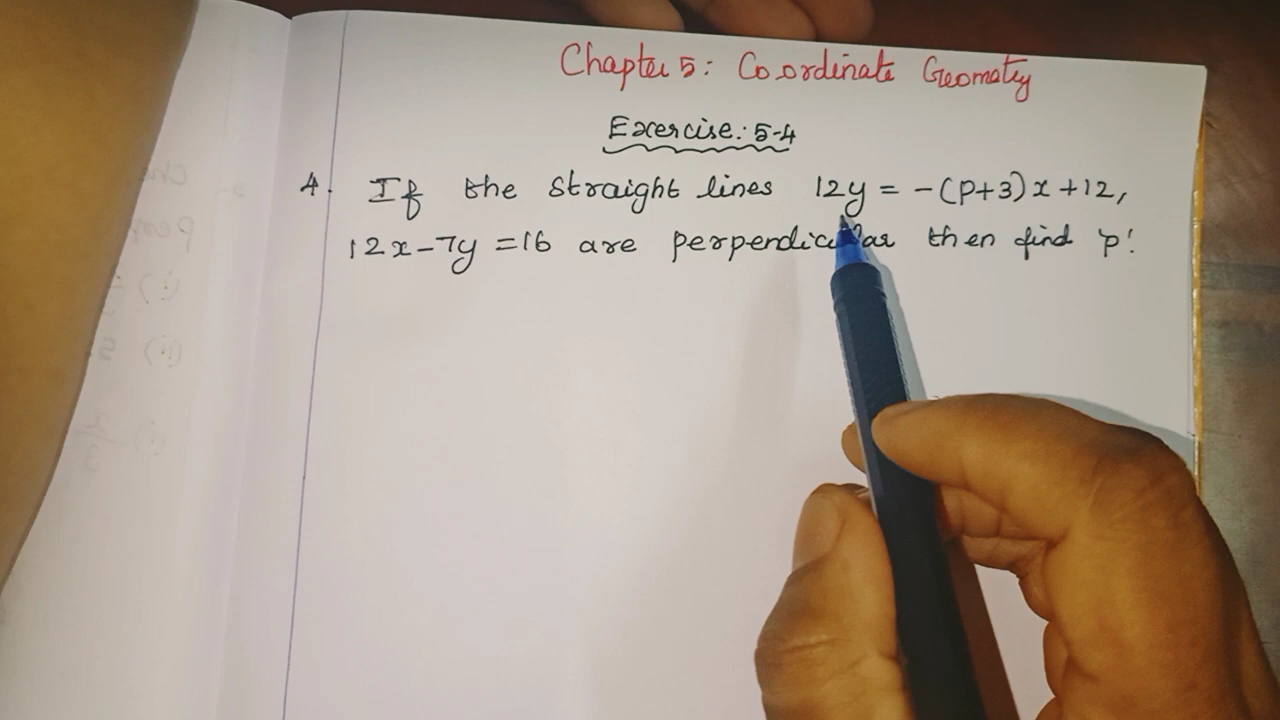 Chapter 5: Coordinate Geometry
Exercise: 5.4
4. If the straight lines 12y = -(p+3)x +12,
12x-7y =16 are perpendicular then find 'p'.